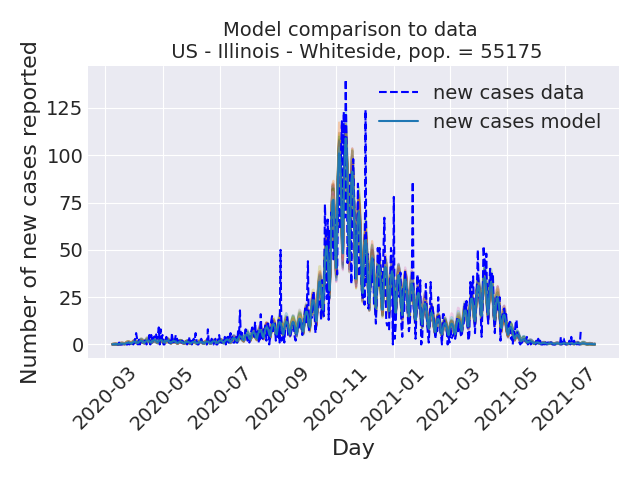 Model comparison to data
US - Illinois - Whiteside, pop. = 55175
Number of new cases reported
125
100
75
50
25
0
new cases data
new cases model
2020-03
2020-05
2020-07
2020-09
2020-11
2021-01
2021-03
2021-05
2021-07
Day